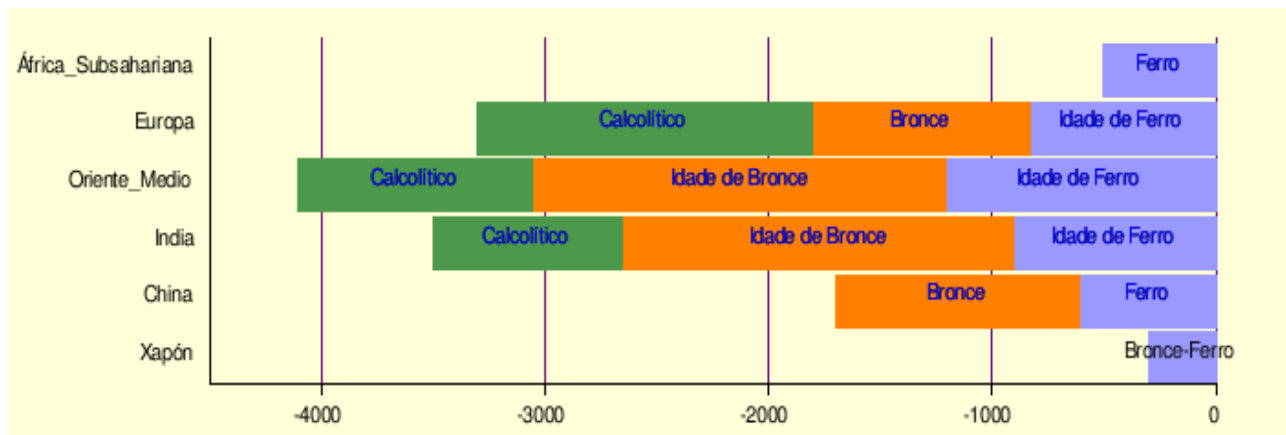 África_Subsahariana Ferro
Europa Calcolítico Bronce Idade de Ferro
Oriente_Medio Calcolítico Idade de Bronce Idade de Ferro
India Calcolítico Idade de Bronce Idade de Ferro
China Bronce Ferro
Xapón Bronce-Ferro
-4000 -3000 -2000 -1000 0